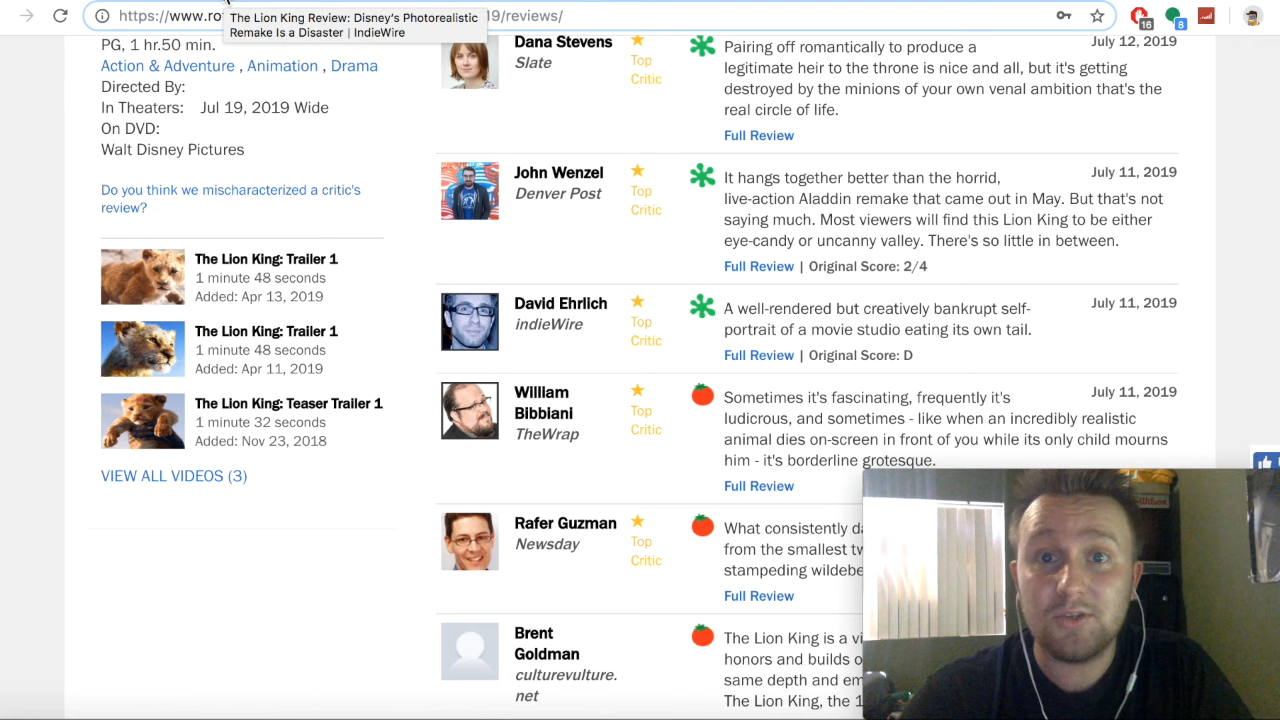 https://www.ro
19/reviews/
The Lion King Review: Disney's Photorealistic
Remake Is a Disaster | IndieWire
16
8
PG, 1 hr.50 min.
Action & Adventure , Animation , Drama
Directed By:
In Theaters: Jul 19, 2019 Wide
On DVD:
Walt Disney Pictures
Do you think we mischaracterized a critic's
review?
The Lion King: Trailer 1
1 minute 48 seconds
Added: Apr 13, 2019
The Lion King: Trailer 1
1 minute 48 seconds
Added: Apr 11, 2019
The Lion King: Teaser Trailer 1
1 minute 32 seconds
Added: Nov 23, 2018
VIEW ALL VIDEOS (3)
Dana Stevens
Slate
Top
Critic
July 12, 2019
Pairing off romantically to produce a
legitimate heir to the throne is nice and all, but it's getting
destroyed by the minions of your own venal ambition that's the
real circle of life.
Full Review
John Wenzel
Denver Post
Top
Critic
July 11, 2019
It hangs together better than the horrid,
live-action Aladdin remake that came out in May. But that's not
saying much. Most viewers will find this Lion King to be either
eye-candy or uncanny valley. There's so little in between.
Full Review | Original Score: 2/4
David Ehrlich
indieWire
Top
Critic
July 11, 2019
A well-rendered but creatively bankrupt self-
portrait of a movie studio eating its own tail.
Full Review | Original Score: D
William
Bibbiani
TheWrap
Top
Critic
July 11, 2019
Sometimes it's fascinating, frequently it's
ludicrous, and sometimes - like when an incredibly realistic
animal dies on-screen in front of you while its only child mourns
him - it's borderline grotesque.
Full Review
Rafer Guzman
Newsday
Top
Critic
What consistently d
from the smallest tw
stampeding wildebe
Full Review
Brent
Goldman
culturevulture.
net
The Lion King is a vi
honors and builds o
same depth and em
The Lion King, the 1